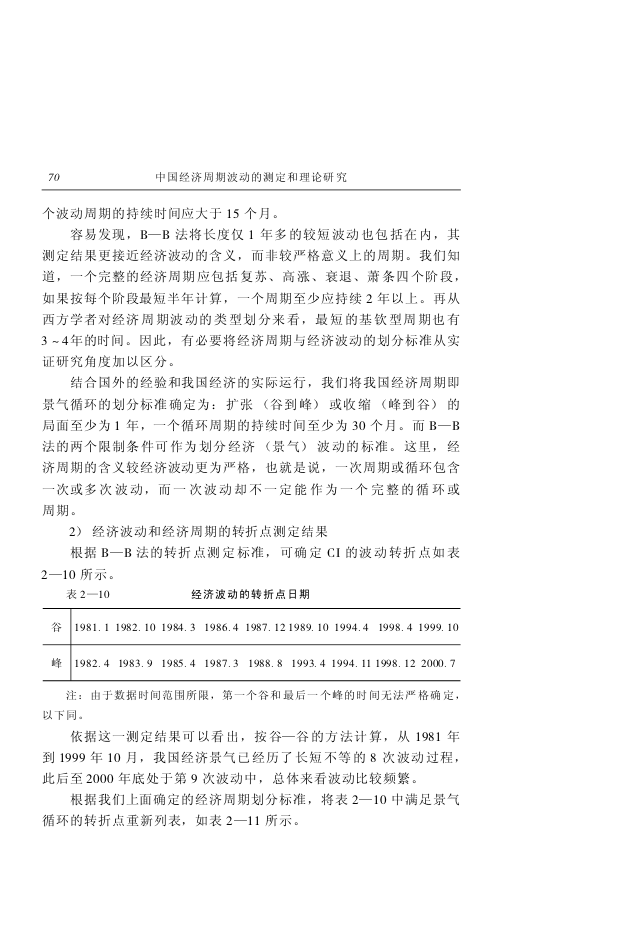 70 中国经济周期波动的测定和理论研究
个波动周期的持续时间应大于 15 个月。
容易发现，B—B 法将长度仅 1 年多的较短波动也包括在内，其
测定结果更接近经济波动的含义，而非较严格意义上的周期。我们知
道，一个完整的经济周期应包括复苏、高涨、衰退、萧条四个阶段，
如果按每个阶段最短半年计算，一个周期至少应持续 2 年以上。再从
西方学者对经济周期波动的类型划分来看，最短的基钦型周期也有
3～4年的时间。因此，有必要将经济周期与经济波动的划分标准从实
证研究角度加以区分。
结合国外的经验和我国经济的实际运行，我们将我国经济周期即
景气循环的划分标准确定为：扩张（谷到峰）或收缩（峰到谷）的
局面至少为 1 年，一个循环周期的持续时间至少为 30 个月。而 B—B
法的两个限制条件可作为划分经济（景气）波动的标准。这里，经
济周期的含义较经济波动更为严格，也就是说，一次周期或循环包含
一次或多次波动，而一次波动却不一定能作为一个完整的循环或
周期。
2） 经济波动和经济周期的转折点测定结果
根据 B—B 法的转折点测定标准，可确定 CI 的波动转折点如表
2—10 所示。
表 2—10 经济波动的转折点日期
谷 1981. 1 1982. 10 1984. 3 1986. 4 1987. 12 1989. 10 1994. 4 1998. 4 1999. 10
峰 1982. 4 1983. 9 1985. 4 1987. 3 1988. 8 1993. 4 1994. 11 1998. 12 2000. 7
注：由于数据时间范围所限，第一个谷和最后一个峰的时间无法严格确定，
以下同。
依据这一测定结果可以看出，按谷—谷的方法计算，从 1981 年
到 1999 年 10 月，我国经济景气已经历了长短不等的 8 次波动过程，
此后至 2000 年底处于第 9 次波动中，总体来看波动比较频繁。
根据我们上面确定的经济周期划分标准，将表 2—10 中满足景气
循环的转折点重新列表，如表 2—11 所示。